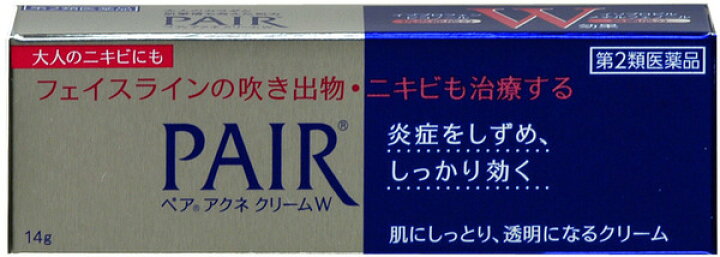 大人のニキビにも
フェイスラインの吹き出物・ニキビも治療する
第2類医薬品
PAIR®
ペア®アクネ クリームW
14g
炎症をしずめ、
しっかり効く
肌にしっとり、透明になるクリーム
PAIR
W
効果